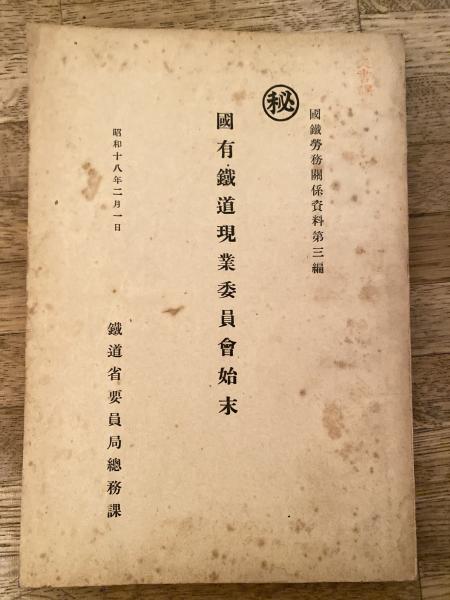 國鐵勞務關係資料第三編
㊙
國有鐵道現業委員會始末
昭和十八年二月一日
鐵道省要員局總務課